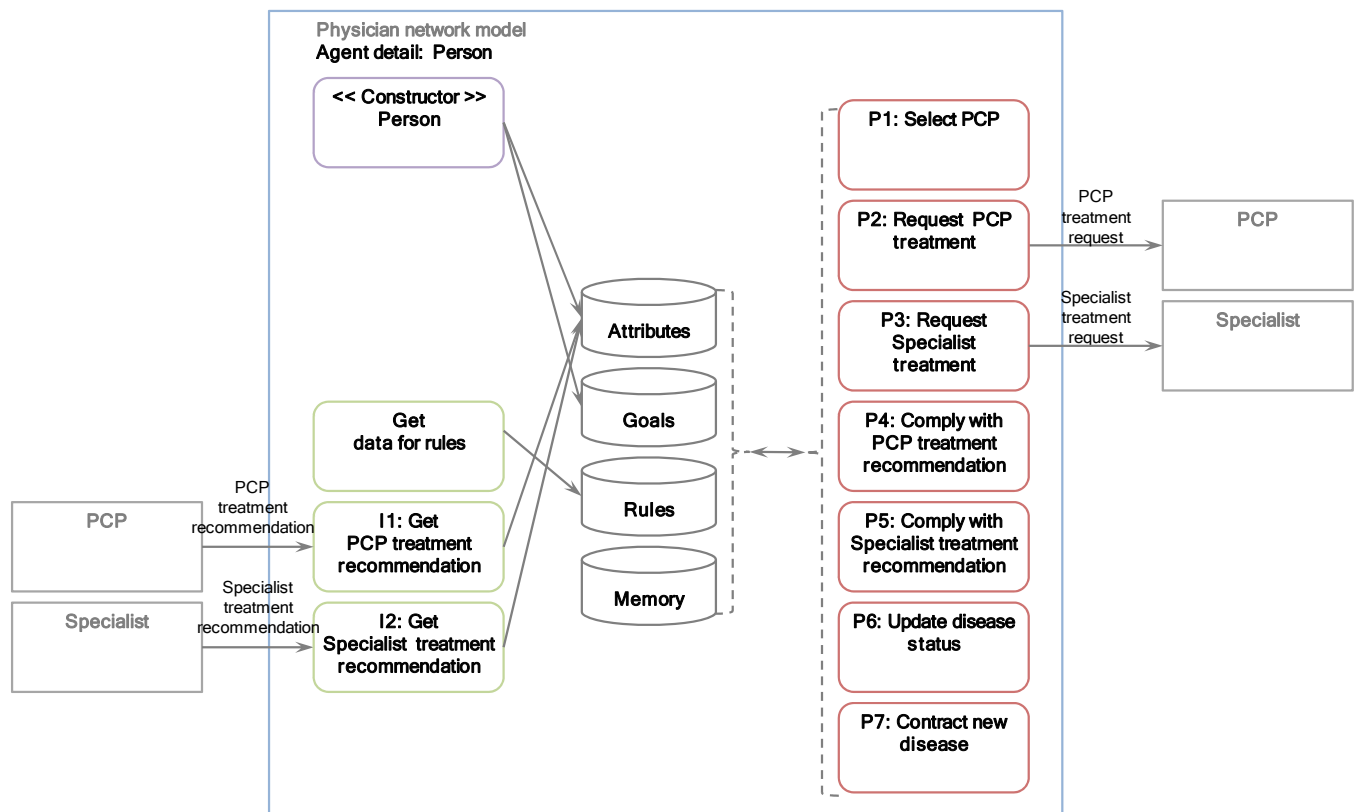 Physician network model
Agent detail: Person
<< Constructor >>
Person
Get
data for rules
PCP
PCP
treatment
recommendation
I1: Get
PCP treatment
recommendation
Specialist
Specialist
treatment
recommendation
I2: Get
Specialist treatment
recommendation
Attributes
Goals
Rules
Memory
P1: Select PCP
P2: Request PCP
treatment
P3: Request
Specialist
treatment
P4: Comply with
PCP treatment
recommendation
P5: Comply with
Specialist treatment
recommendation
P6: Update disease
status
P7: Contract new
disease
PCP
treatment
request
PCP
Specialist
treatment
request
Specialist